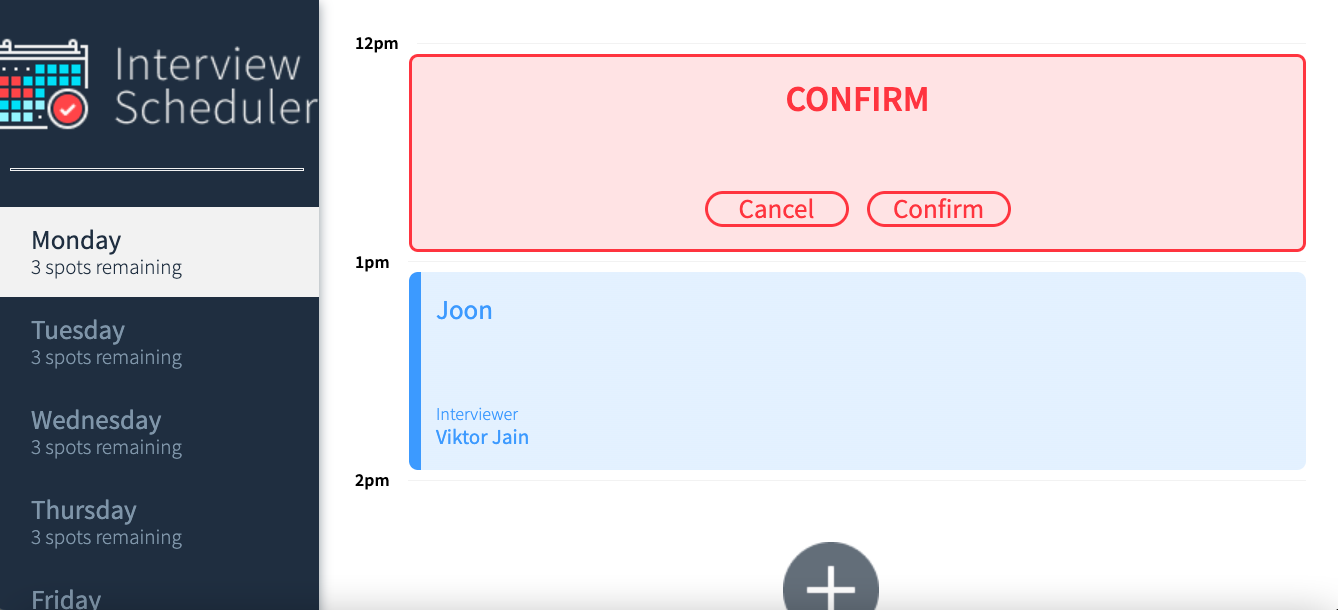 Interview
Scheduler
Monday
3 spots remaining
Tuesday
3 spots remaining
Wednesday
3 spots remaining
Thursday
3 spots remaining
Friday
12pm
CONFIRM
Cancel Confirm
1pm
Joon
Interviewer
Viktor Jain
2pm